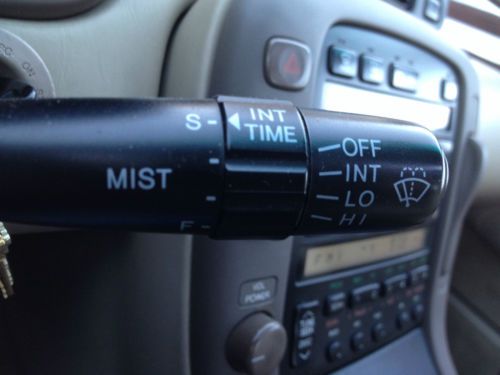 S
INT
TIME
MIST
F
OFF
INT
LO
HI
VOL
POWER